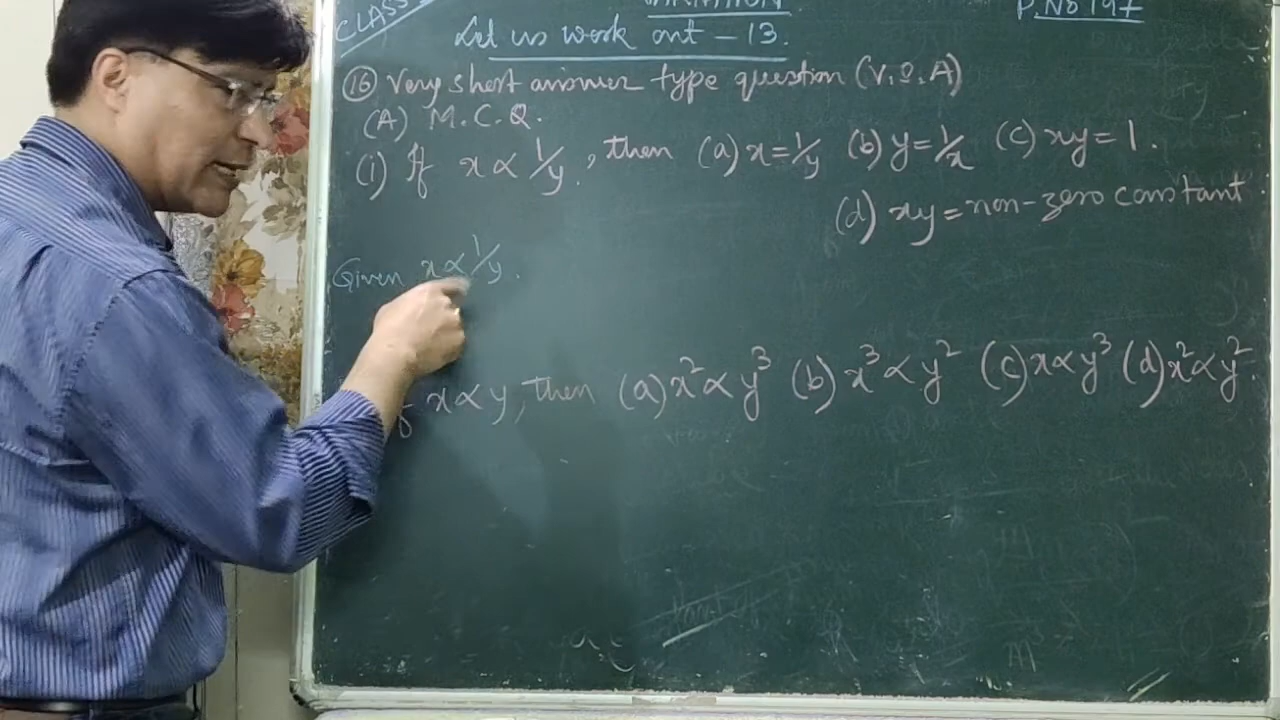 CLASS
VARIATION
P.No 197
Let us work out - 13.
(16) Very short answer type question (V.S.A)
(A) M.C.Q.
(i) If x ∝ 1/y, then (a) x = 1/y (b) y = 1/x (c) xy = 1.
(d) xy = non-zero constant
Given x ∝ 1/y.
If x ∝ y, then (a) x² ∝ y³ (b) x³ ∝ y² (c) x ∝ y³ (d) x² ∝ y².